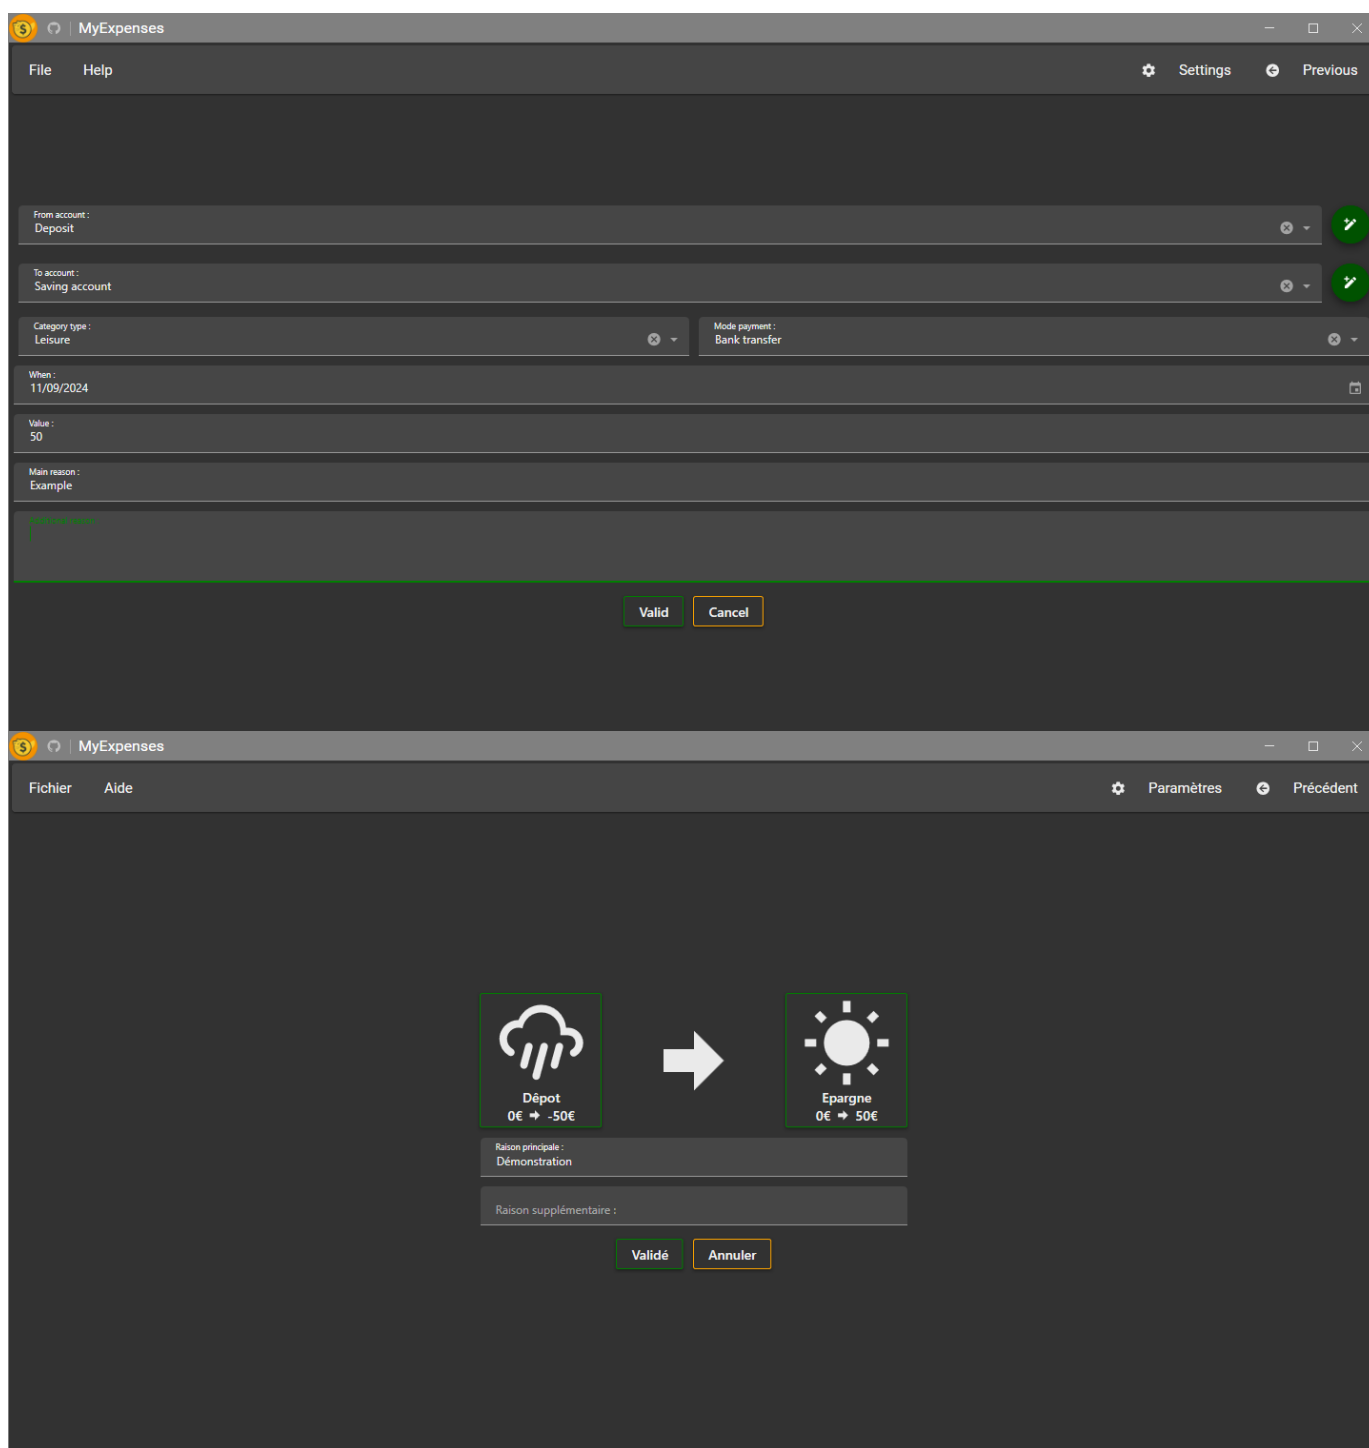 MyExpenses
File Help Settings Previous
From account :
Deposit
To account :
Saving account
Category type : Mode payment :
Leisure Bank transfer
When :
11/09/2024
Value :
50
Main reason :
Example
Valid Cancel
MyExpenses
Fichier Aide Paramètres Précédent
Dépot Epargne
0€ ➔ -50€ 0€ ➔ 50€
Raison principale :
Démonstration
Raison supplémentaire :
Validé Annuler